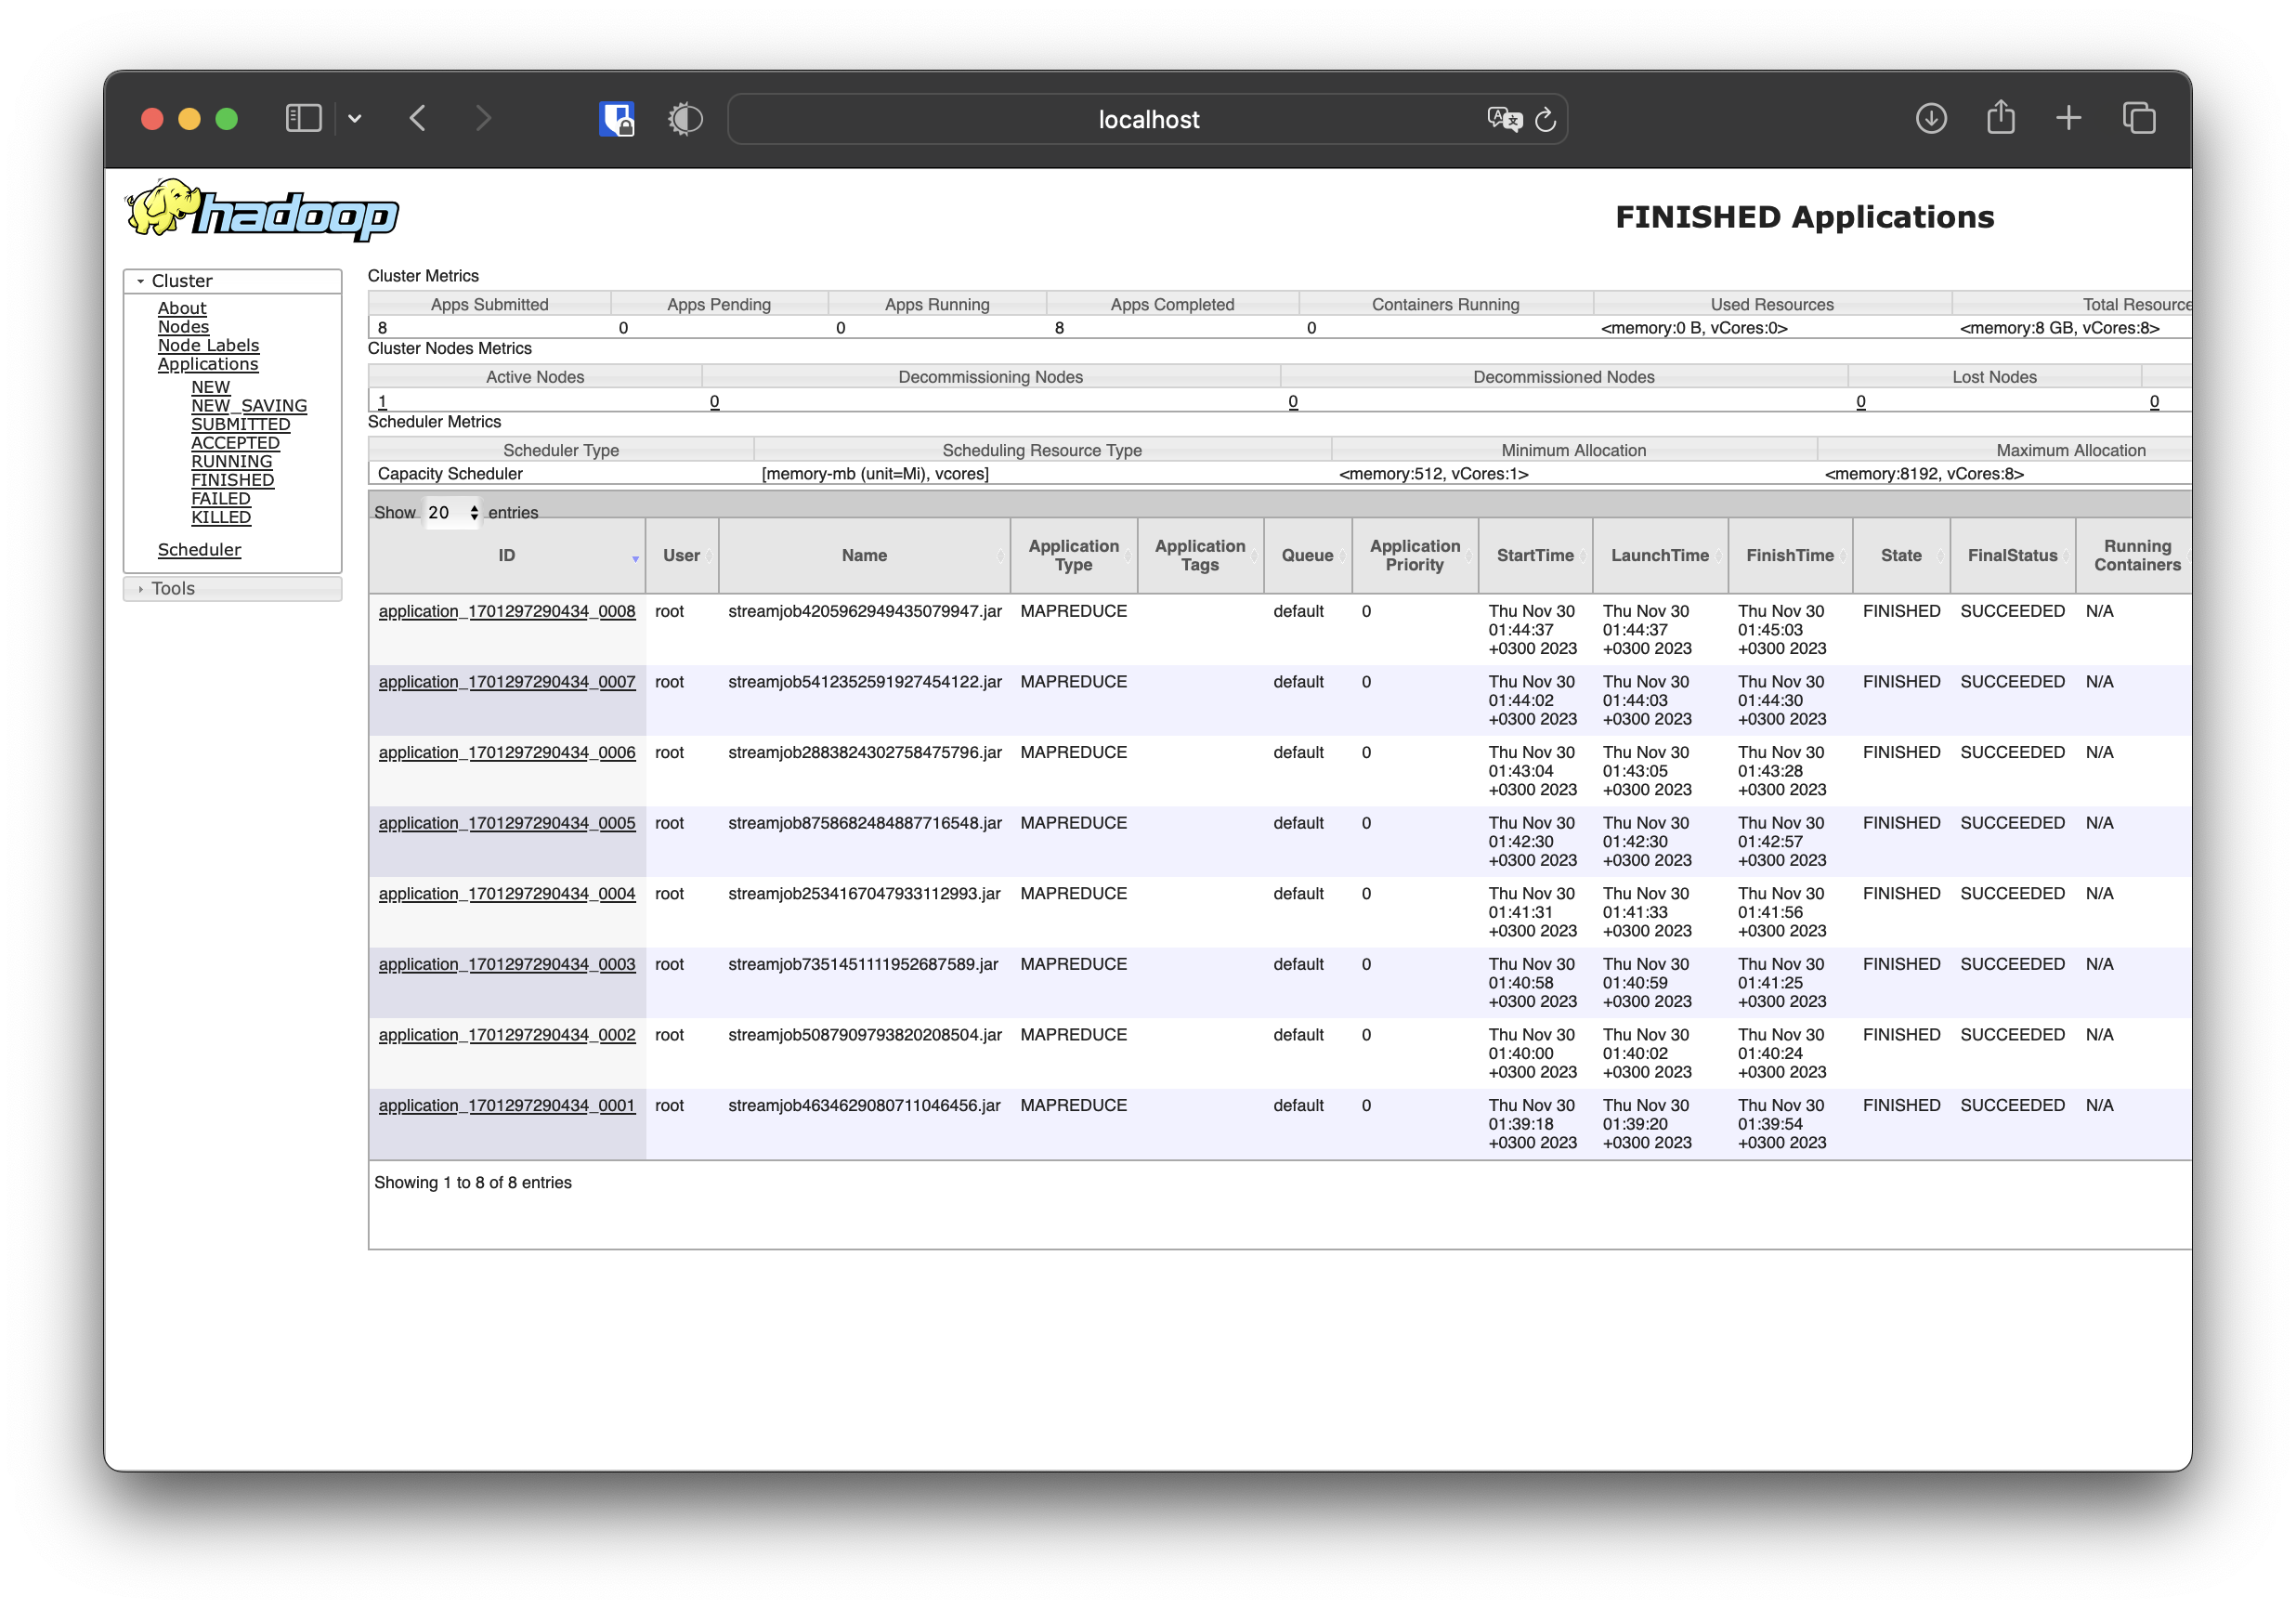 localhost
hadoop
FINISHED Applications
Cluster
About
Nodes
Node Labels
Applications
NEW
NEW_SAVING
SUBMITTED
ACCEPTED
RUNNING
FINISHED
FAILED
KILLED
Scheduler
Tools
Cluster Metrics
Apps Submitted Apps Pending Apps Running Apps Completed Containers Running Used Resources Total Resource
8 0 0 8 0 <memory:0 B, vCores:0> <memory:8 GB, vCores:8>
Cluster Nodes Metrics
Active Nodes Decommissioning Nodes Decommissioned Nodes Lost Nodes
1 0 0 0 0
Scheduler Metrics
Scheduler Type Scheduling Resource Type Minimum Allocation Maximum Allocation
Capacity Scheduler [memory-mb (unit=Mi), vcores] <memory:512, vCores:1> <memory:8192, vCores:8>
Show 20 entries
ID User Name Application Type Application Tags Queue Application Priority StartTime LaunchTime FinishTime State FinalStatus Running Containers
application_1701297290434_0008 root streamjob4205962949435079947.jar MAPREDUCE default 0 Thu Nov 30 Thu Nov 30 Thu Nov 30 FINISHED SUCCEEDED N/A
01:44:37 01:44:37 01:45:03
+0300 2023 +0300 2023 +0300 2023
application_1701297290434_0007 root streamjob5412352591927454122.jar MAPREDUCE default 0 Thu Nov 30 Thu Nov 30 Thu Nov 30 FINISHED SUCCEEDED N/A
01:44:02 01:44:03 01:44:30
+0300 2023 +0300 2023 +0300 2023
application_1701297290434_0006 root streamjob2883824302758475796.jar MAPREDUCE default 0 Thu Nov 30 Thu Nov 30 Thu Nov 30 FINISHED SUCCEEDED N/A
01:43:04 01:43:05 01:43:28
+0300 2023 +0300 2023 +0300 2023
application_1701297290434_0005 root streamjob8758682484887716548.jar MAPREDUCE default 0 Thu Nov 30 Thu Nov 30 Thu Nov 30 FINISHED SUCCEEDED N/A
01:42:30 01:42:30 01:42:57
+0300 2023 +0300 2023 +0300 2023
application_1701297290434_0004 root streamjob2534167047933112993.jar MAPREDUCE default 0 Thu Nov 30 Thu Nov 30 Thu Nov 30 FINISHED SUCCEEDED N/A
01:41:31 01:41:33 01:41:56
+0300 2023 +0300 2023 +0300 2023
application_1701297290434_0003 root streamjob7351451111952687589.jar MAPREDUCE default 0 Thu Nov 30 Thu Nov 30 Thu Nov 30 FINISHED SUCCEEDED N/A
01:40:58 01:40:59 01:41:25
+0300 2023 +0300 2023 +0300 2023
application_1701297290434_0002 root streamjob5087909793820208504.jar MAPREDUCE default 0 Thu Nov 30 Thu Nov 30 Thu Nov 30 FINISHED SUCCEEDED N/A
01:40:00 01:40:02 01:40:24
+0300 2023 +0300 2023 +0300 2023
application_1701297290434_0001 root streamjob4634629080711046456.jar MAPREDUCE default 0 Thu Nov 30 Thu Nov 30 Thu Nov 30 FINISHED SUCCEEDED N/A
01:39:18 01:39:20 01:39:54
+0300 2023 +0300 2023 +0300 2023
Showing 1 to 8 of 8 entries